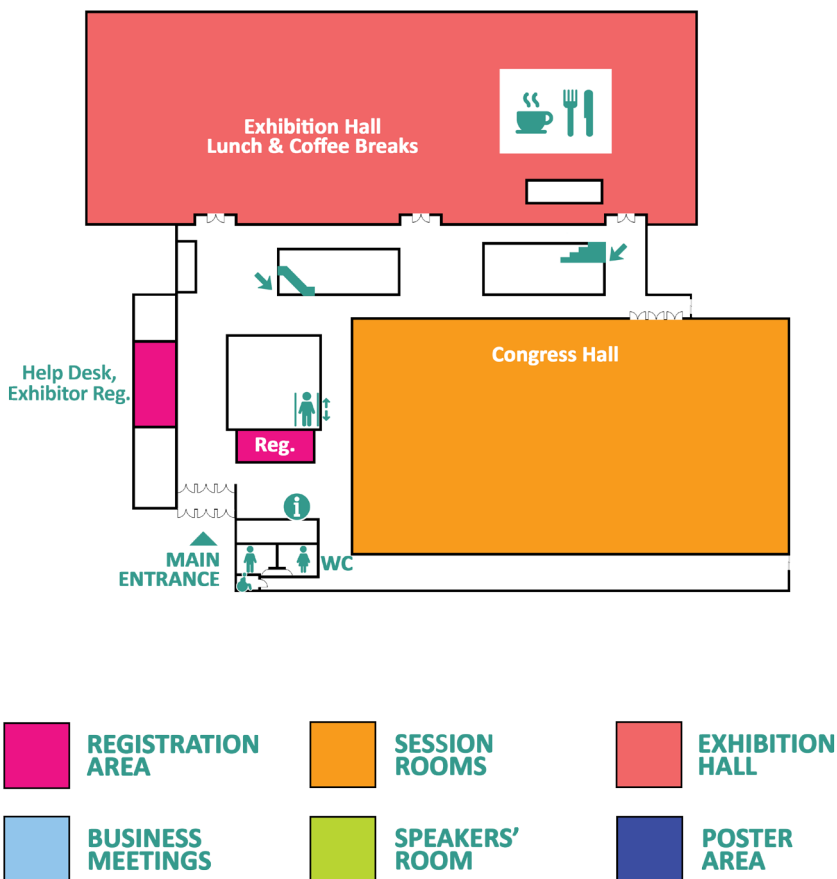 Exhibition Hall
Lunch & Coffee Breaks
Congress Hall
Help Desk,
Exhibitor Reg.
Reg.
i
MAIN
ENTRANCE
WC
REGISTRATION
AREA
SESSION
ROOMS
EXHIBITION
HALL
BUSINESS
MEETINGS
SPEAKERS'
ROOM
POSTER
AREA